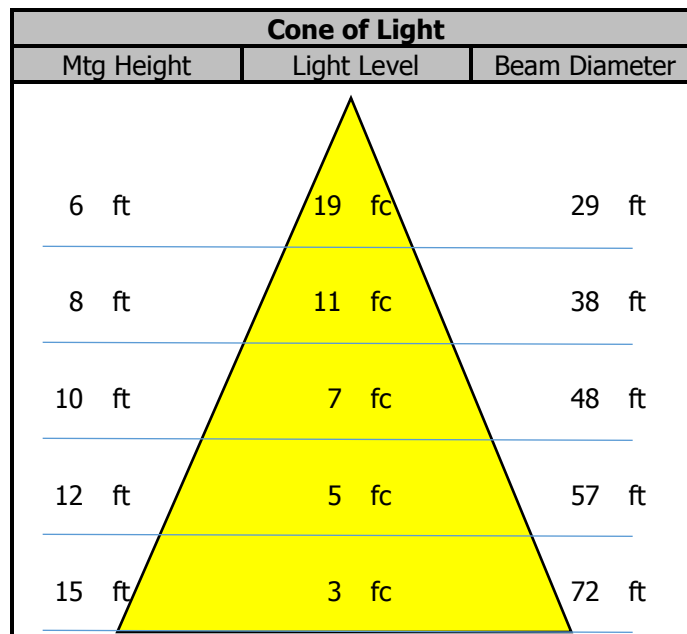 Cone of Light
Mtg Height Light Level Beam Diameter
6 ft 19 fc 29 ft
8 ft 11 fc 38 ft
10 ft 7 fc 48 ft
12 ft 5 fc 57 ft
15 ft 3 fc 72 ft